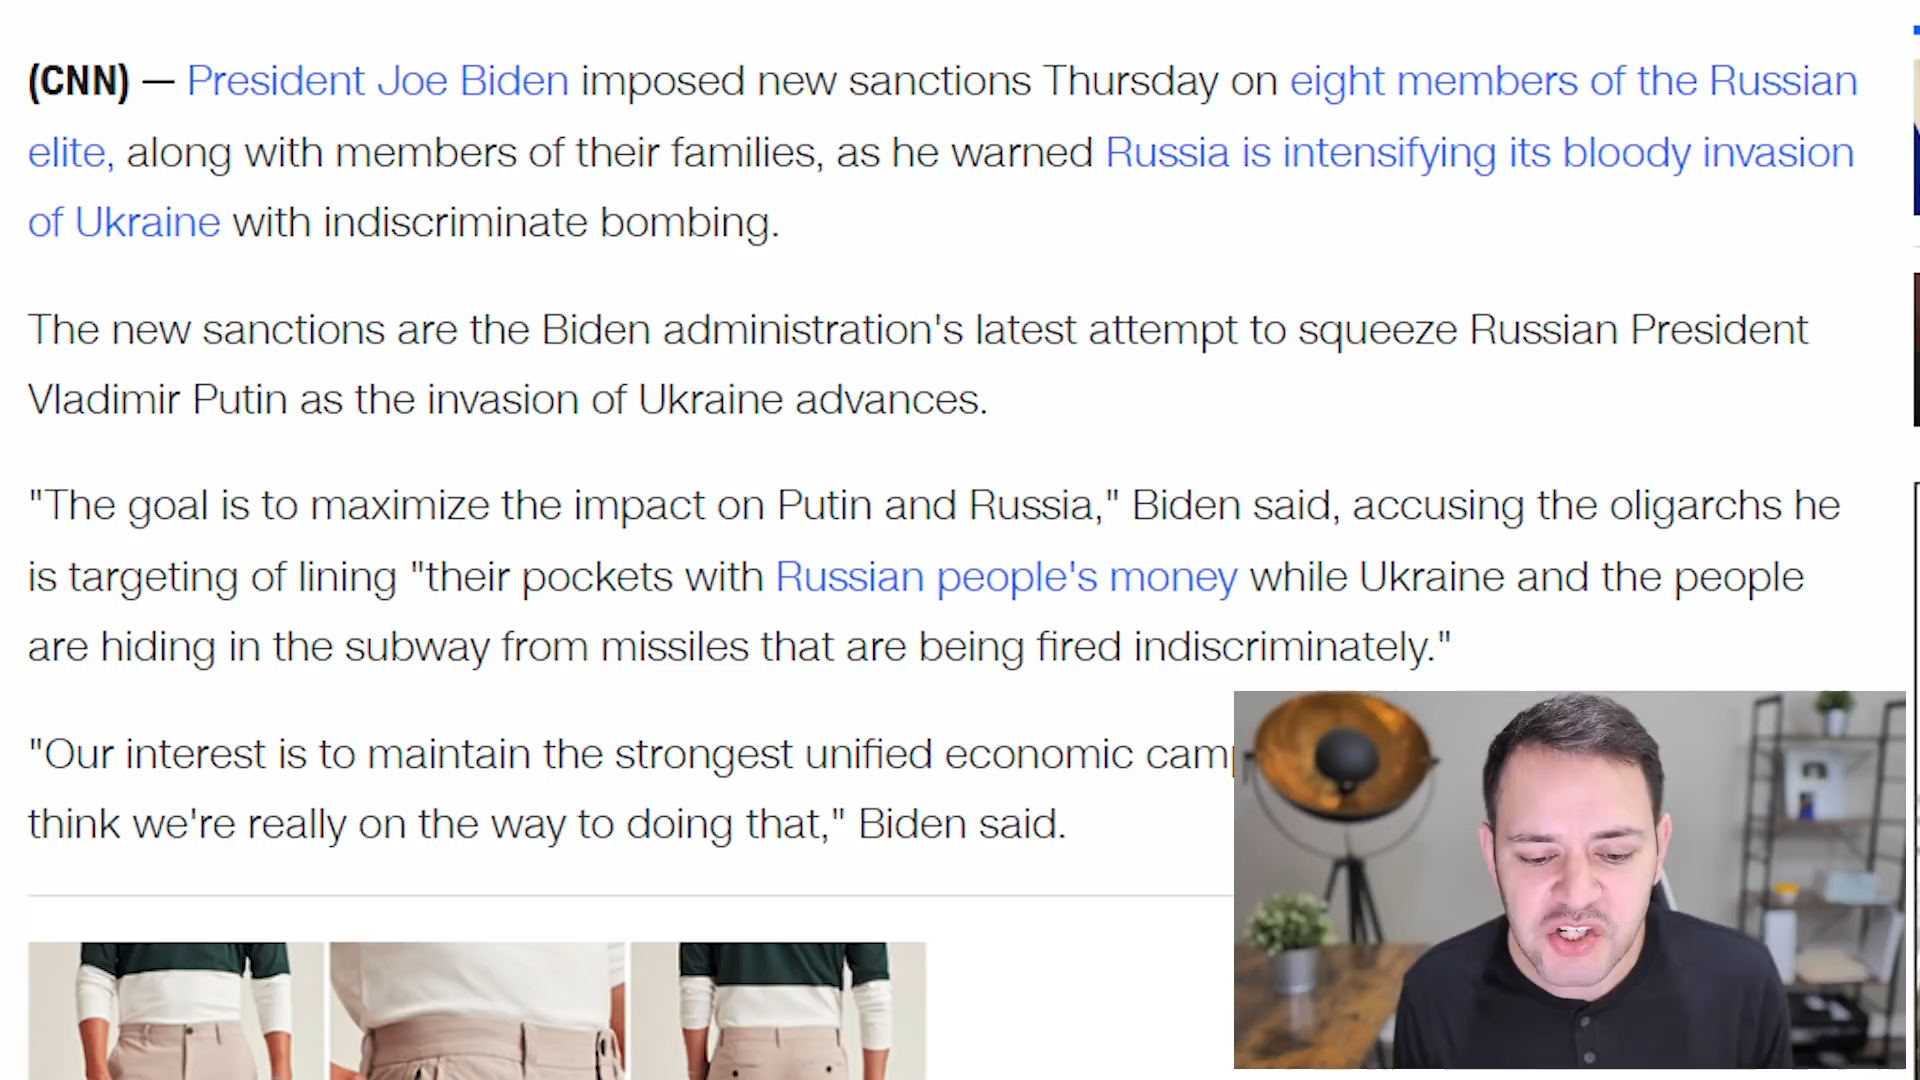 (CNN) — President Joe Biden imposed new sanctions Thursday on eight members of the Russian
elite, along with members of their families, as he warned Russia is intensifying its bloody invasion
of Ukraine with indiscriminate bombing.
The new sanctions are the Biden administration's latest attempt to squeeze Russian President
Vladimir Putin as the invasion of Ukraine advances.
"The goal is to maximize the impact on Putin and Russia," Biden said, accusing the oligarchs he
is targeting of lining "their pockets with Russian people's money while Ukraine and the people
are hiding in the subway from missiles that are being fired indiscriminately."
"Our interest is to maintain the strongest unified economic
think we're really on the way to doing that," Biden said.